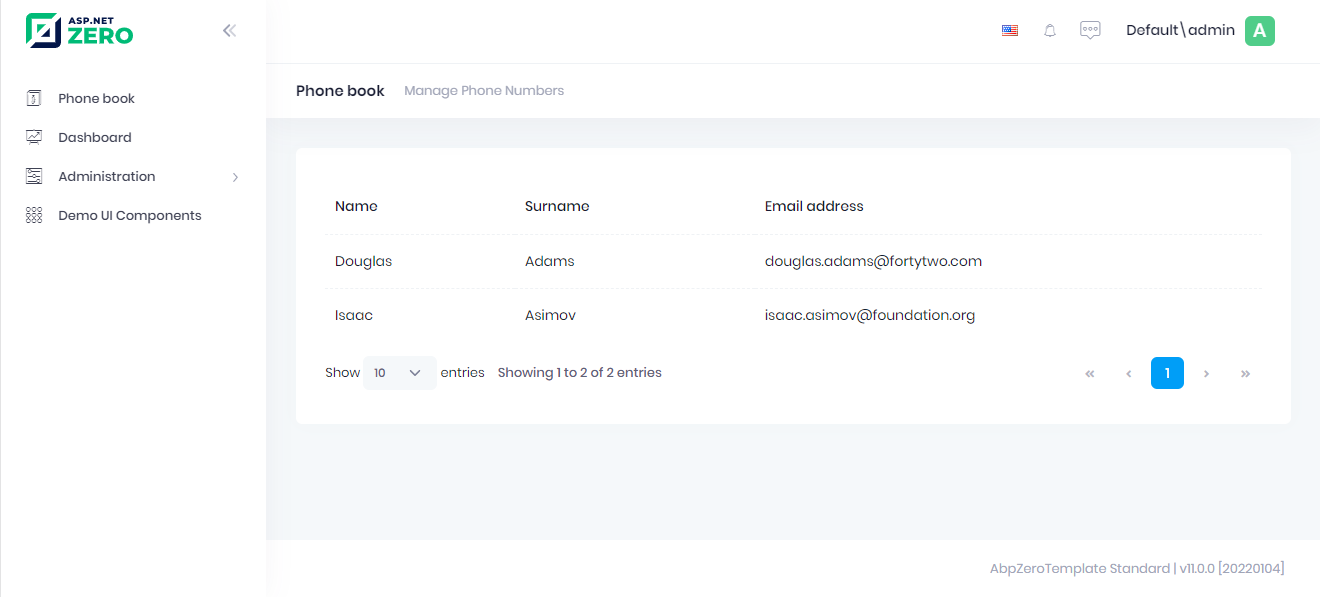 ASP.NET
ZERO
Default\admin
A
Phone book
Dashboard
Administration
Demo UI Components
Phone book Manage Phone Numbers
Name Surname Email address
Douglas Adams douglas.adams@fortytwo.com
Isaac Asimov isaac.asimov@foundation.org
Show 10 entries Showing 1 to 2 of 2 entries « ‹ 1 › »
AbpZeroTemplate Standard | v11.0.0 [20220104]